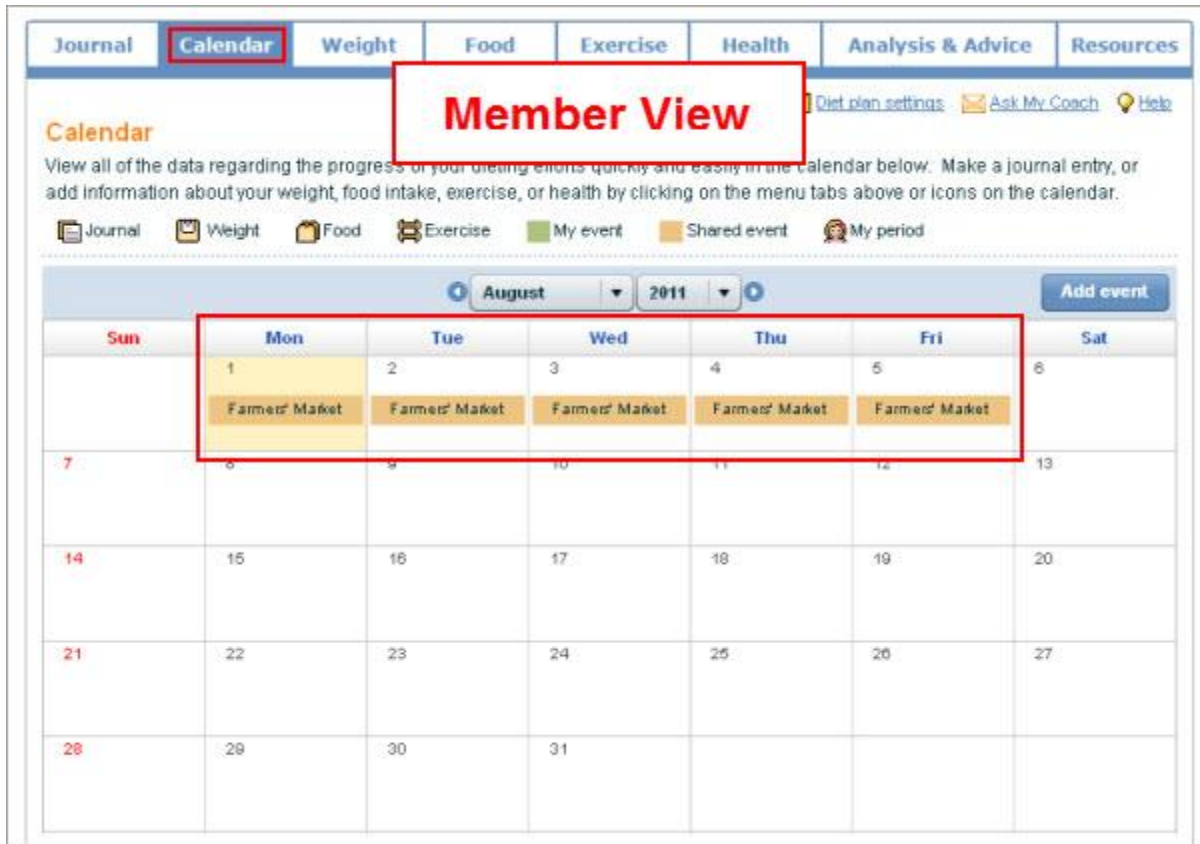 Journal Calendar Weight Food Exercise Health Analysis & Advice Resources
Member View
Diet plan settings Ask My Coach Help
Calendar
View all of the data regarding the progress of your dieting efforts quickly and easily in the calendar below. Make a journal entry, or
add information about your weight, food intake, exercise, or health by clicking on the menu tabs above or icons on the calendar.
Journal Weight Food Exercise My event Shared event My period
August 2011 Add event
Sun Mon Tue Wed Thu Fri Sat
1 2 3 4 5 6
Farmers' Market Farmers' Market Farmers' Market Farmers' Market Farmers' Market
7 8 9 10 11 12 13
14 15 16 17 18 19 20
21 22 23 24 25 26 27
28 29 30 31